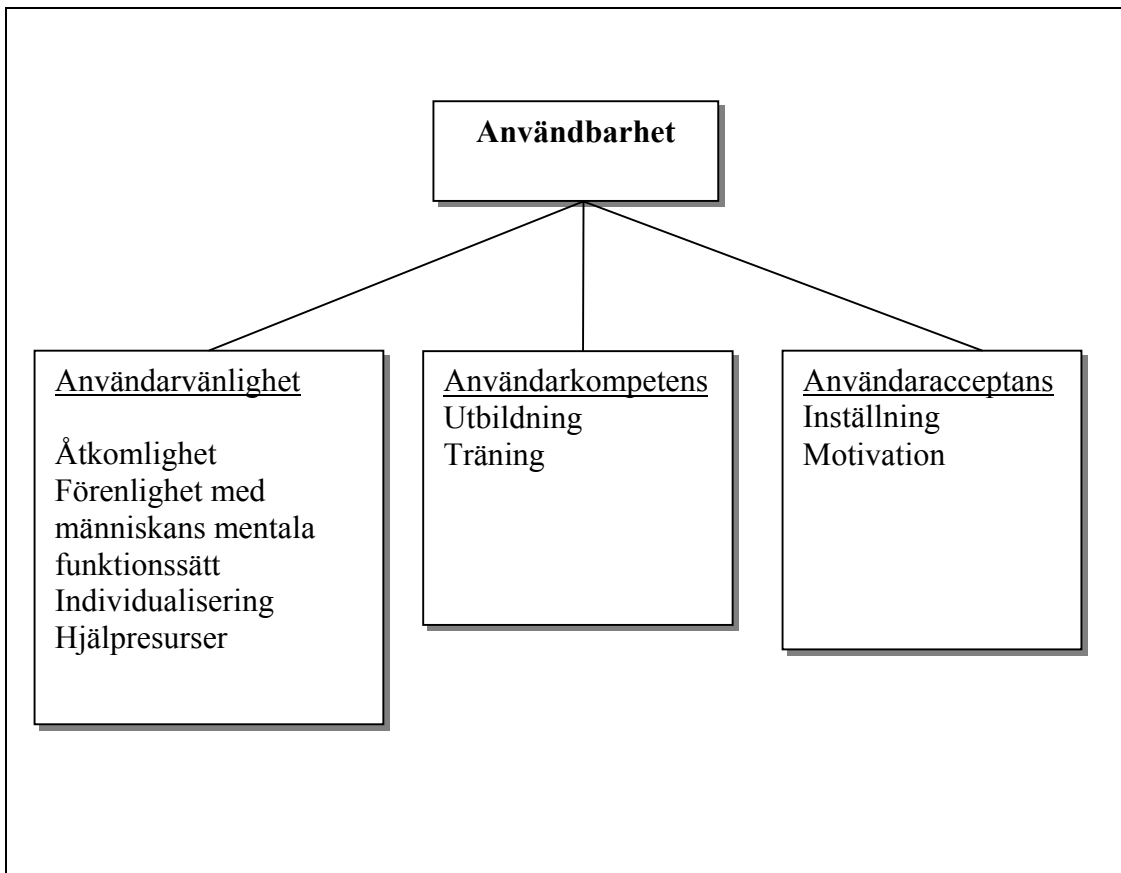 Användbarhet
Användarvänlighet
Åtkomlighet
Förenlighet med
människans mentala
funktionssätt
Individualisering
Hjälpresurser
Användarkompetens
Utbildning
Träning
Användaracceptans
Inställning
Motivation